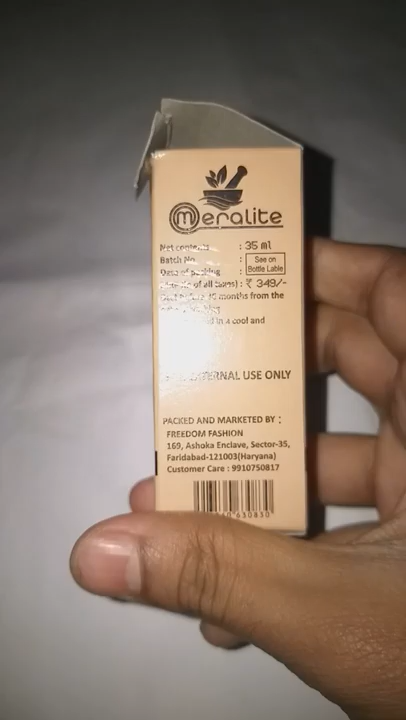 Meralite
Net contents : 35 ml
Batch No. : See on
Bottle Lable
Date of packing :
of all taxes) : ₹ 349/-
months from the
in a cool and
EXTERNAL USE ONLY
PACKED AND MARKETED BY :
FREEDOM FASHION
169, Ashoka Enclave, Sector-35,
Faridabad-121003(Haryana)
Customer Care : 9910750817
630830